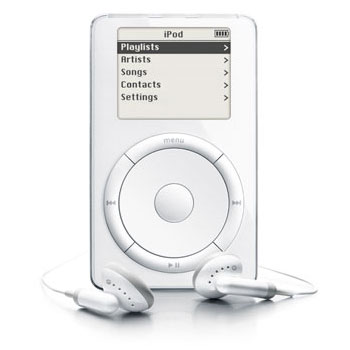 iPod
Playlists >
Artists >
Songs >
Contacts >
Settings >
menu